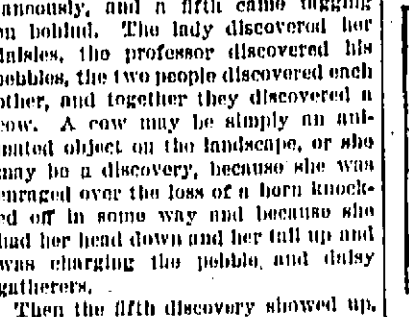 taneously, and a fifth came tagging
on behind. The lady discovered her
daisies, the professor discovered his
pebbles, the two people discovered each
other, and together they discovered a
cow. A cow may be simply an ani-
mated object on the landscape, or she
may be a discovery, because she was
enraged over the loss of a horn knock-
ed off in some way and because she
had her head down and her tail up and
was charging the pebble and daisy
gatherers.
Then the fifth discovery showed up.